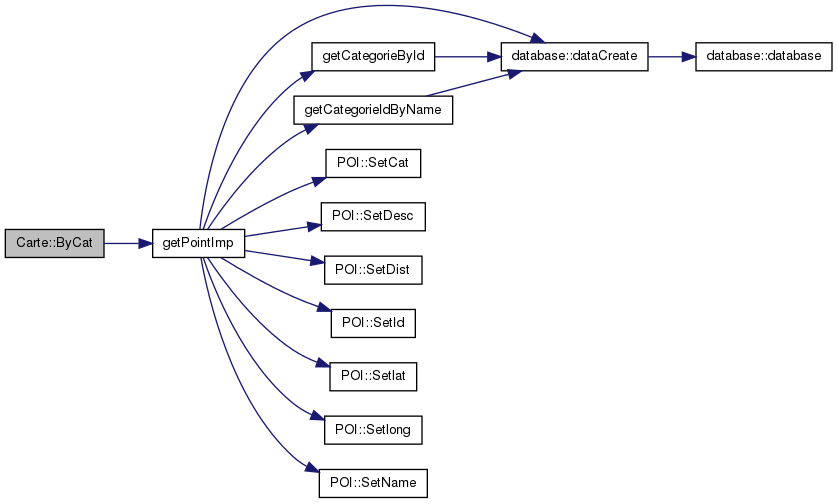 getCategorieById
database::dataCreate
database::database
getCategorieIdByName
POI::SetCat
POI::SetDesc
Carte::ByCat
getPointImp
POI::SetDist
POI::SetId
POI::Setlat
POI::Setlong
POI::SetName